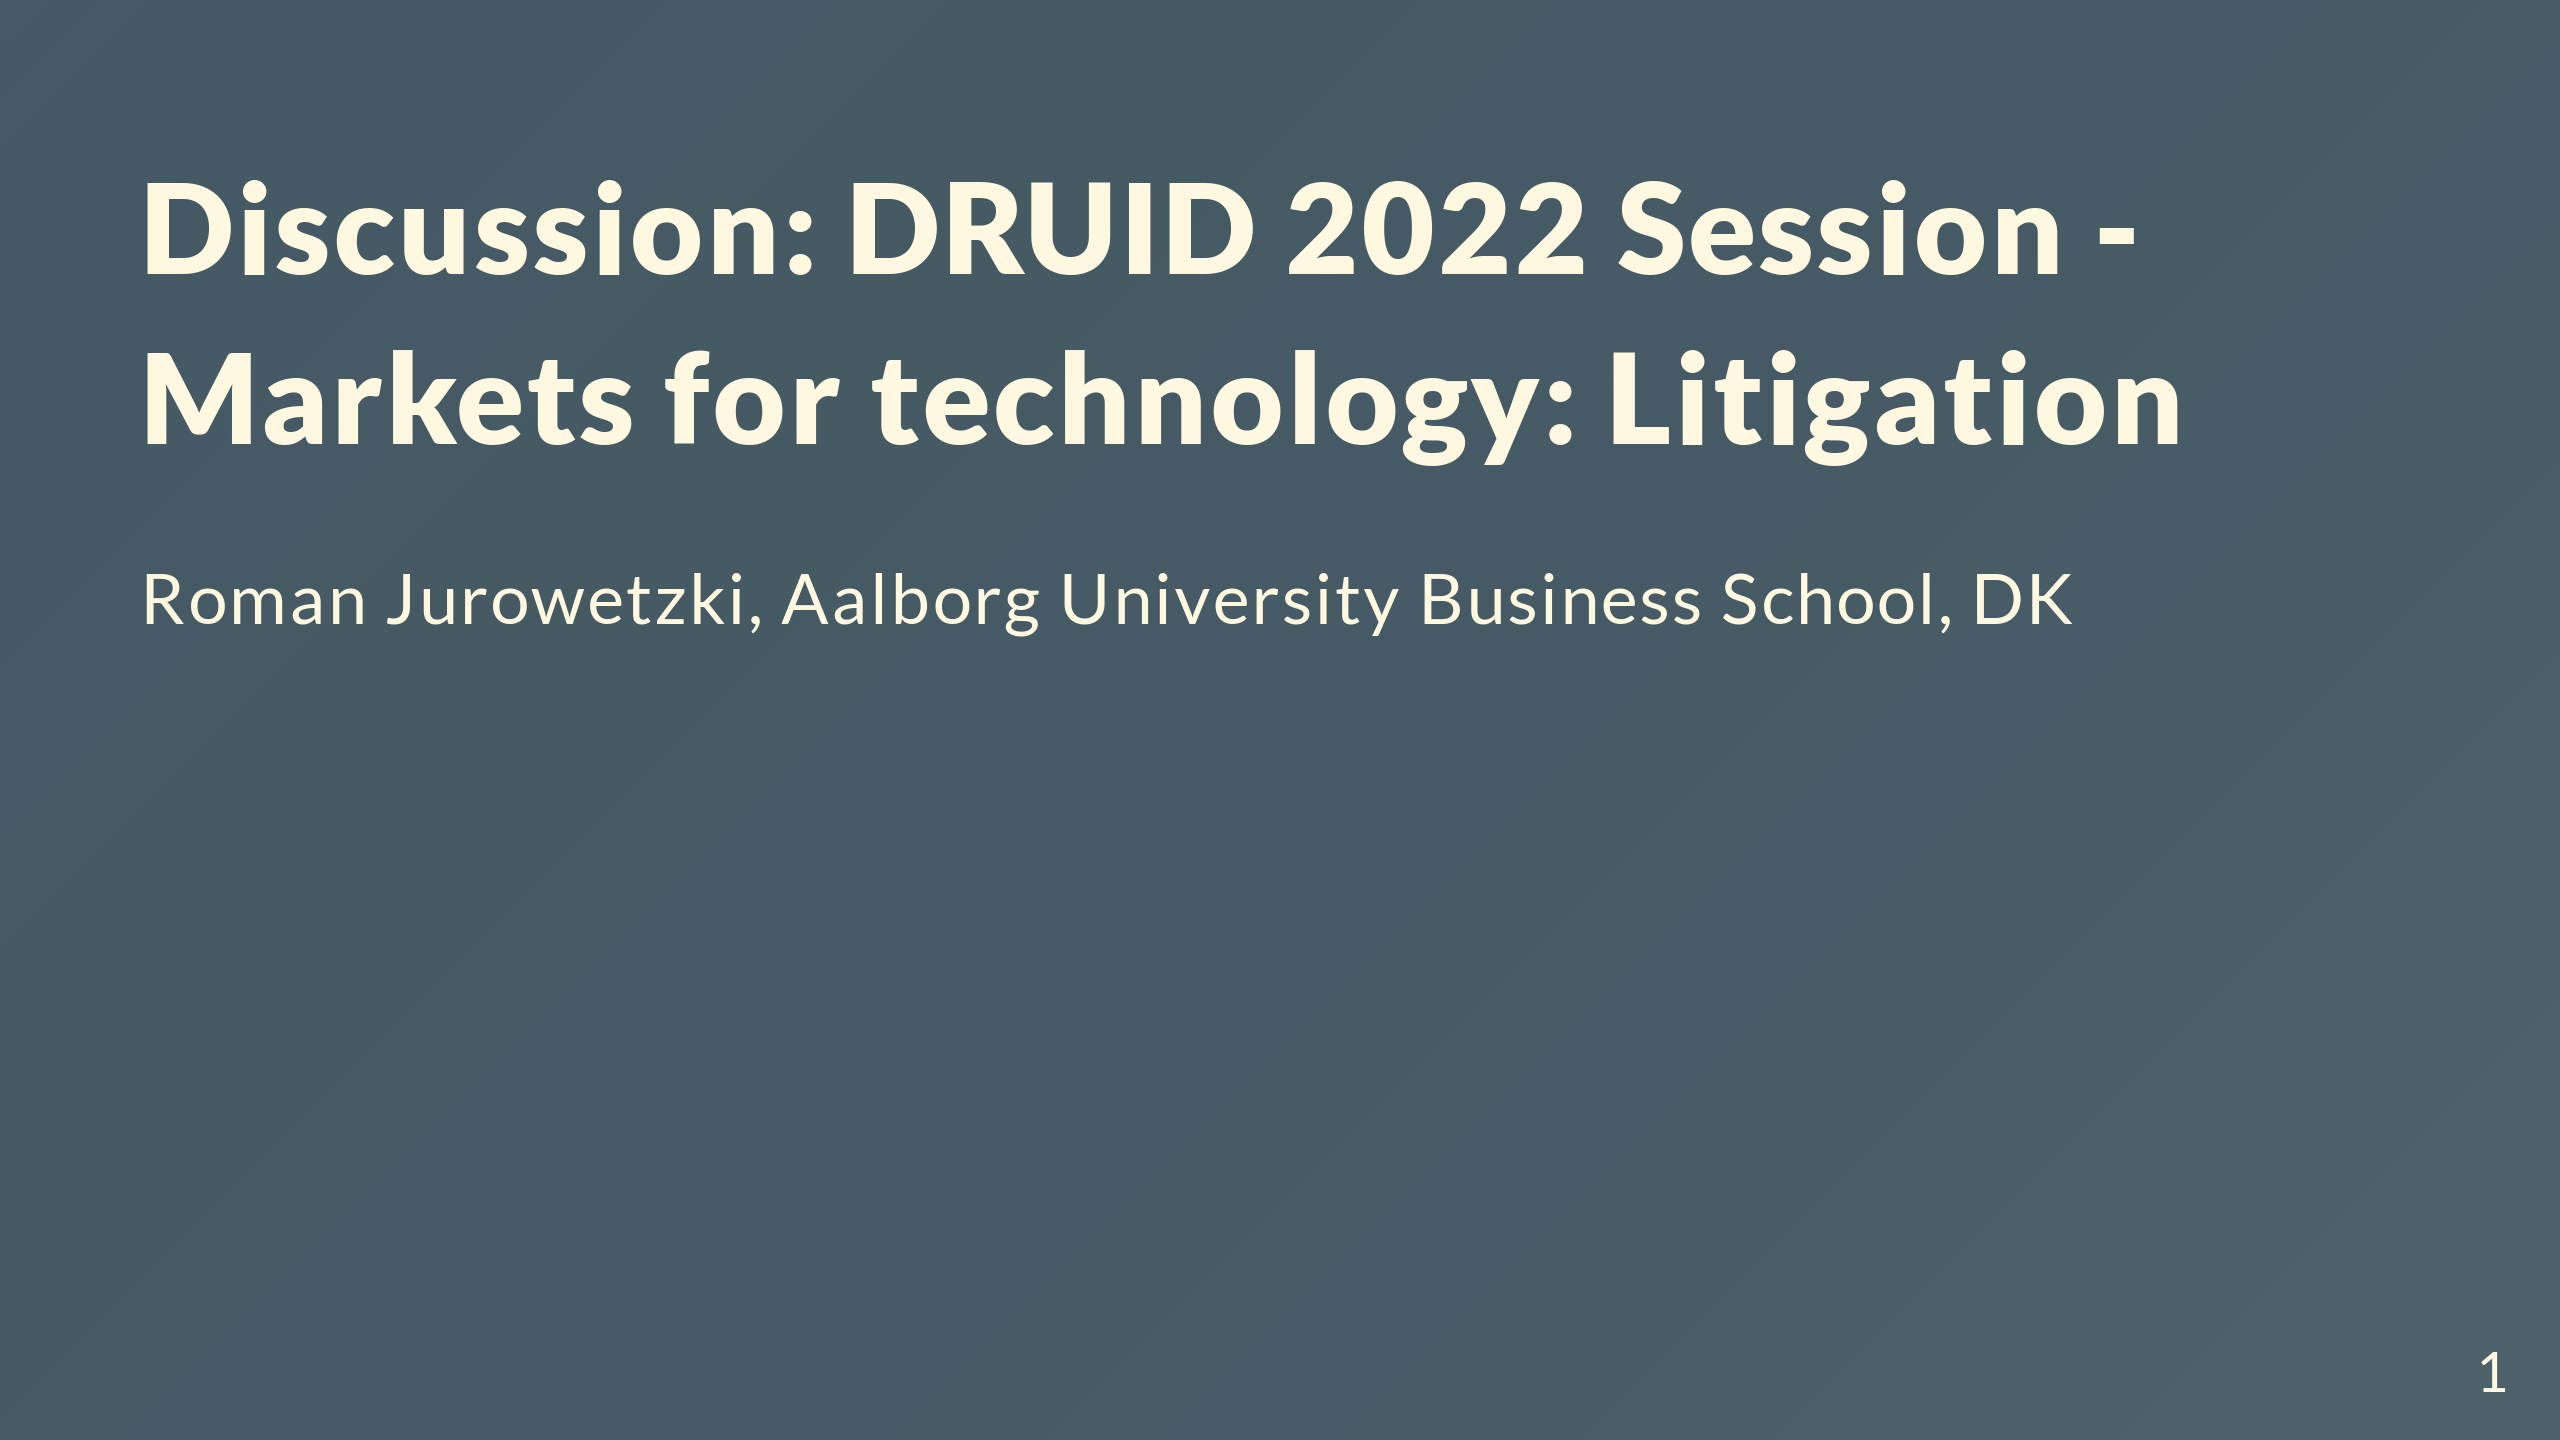 Discussion: DRUID 2022 Session -
Markets for technology: Litigation
Roman Jurowetzki, Aalborg University Business School, DK
1